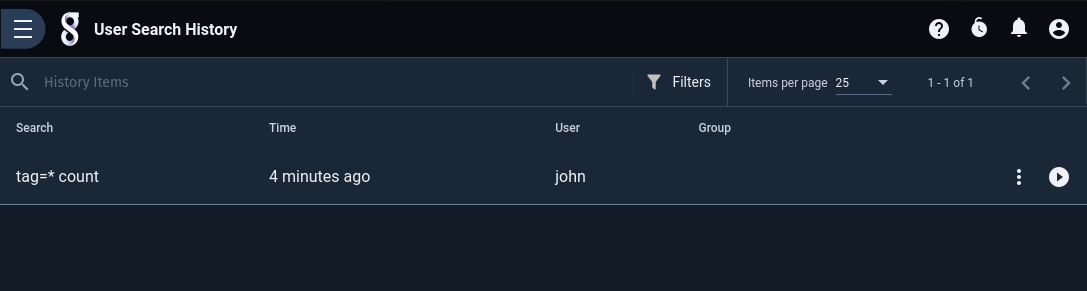 User Search History
History Items
Filters
Items per page 25
1 - 1 of 1
Search Time User Group
tag=* count 4 minutes ago john